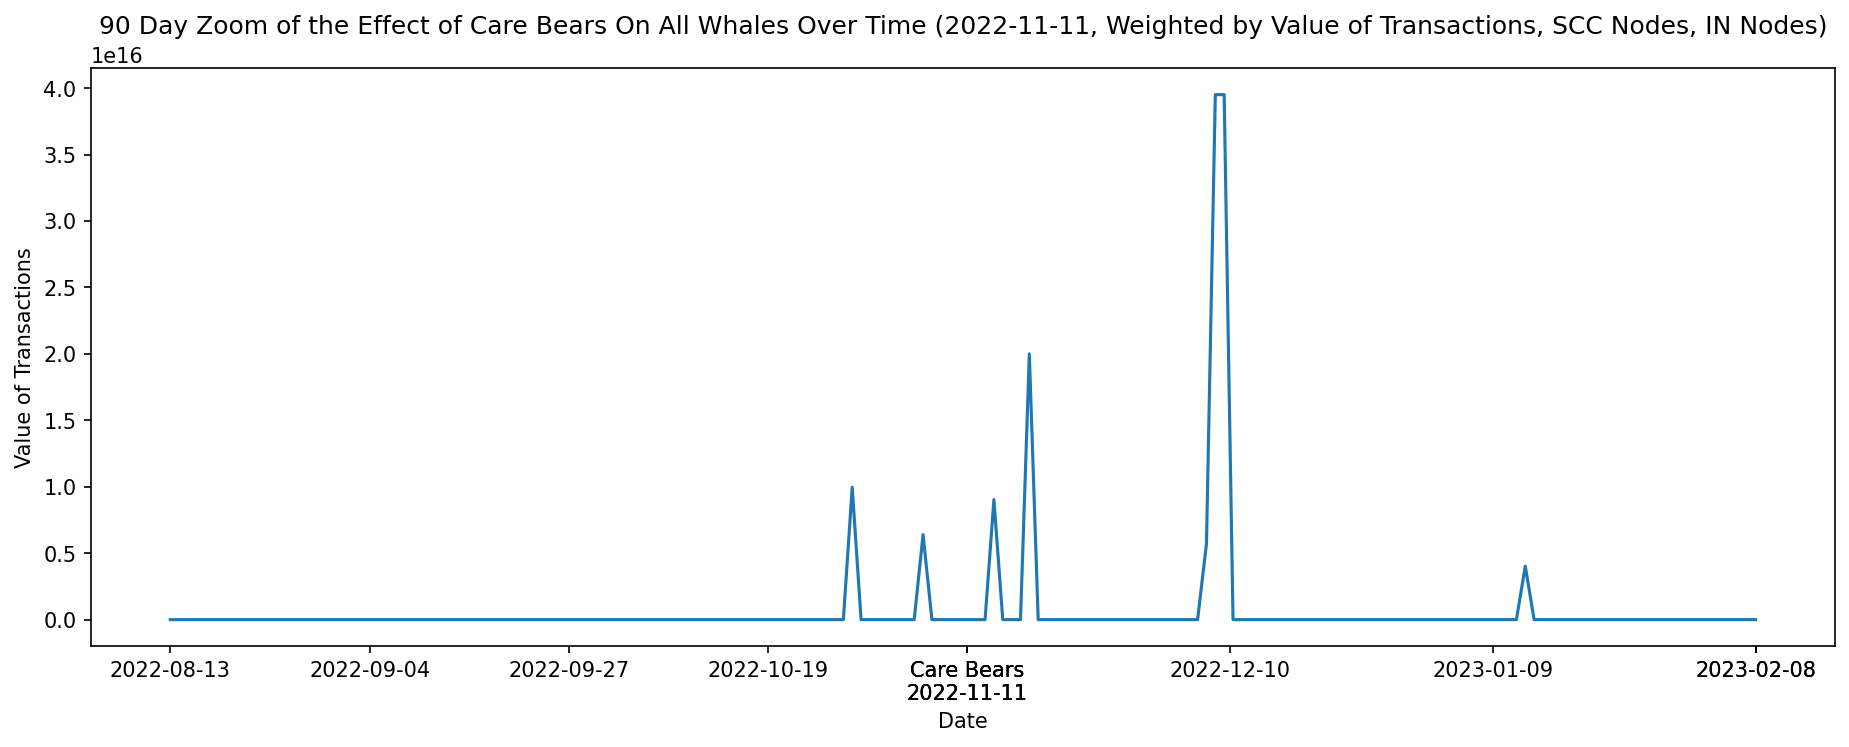 90 Day Zoom of the Effect of Care Bears On All Whales Over Time (2022-11-11, Weighted by Value of Transactions, SCC Nodes, IN Nodes)
1e16
4.0
3.5
3.0
2.5
2.0
1.5
1.0
0.5
0.0
Value of Transactions
2022-08-13 2022-09-04 2022-09-27 2022-10-19 Care Bears 2022-12-10 2023-01-09 2023-02-08
2022-11-11
Date